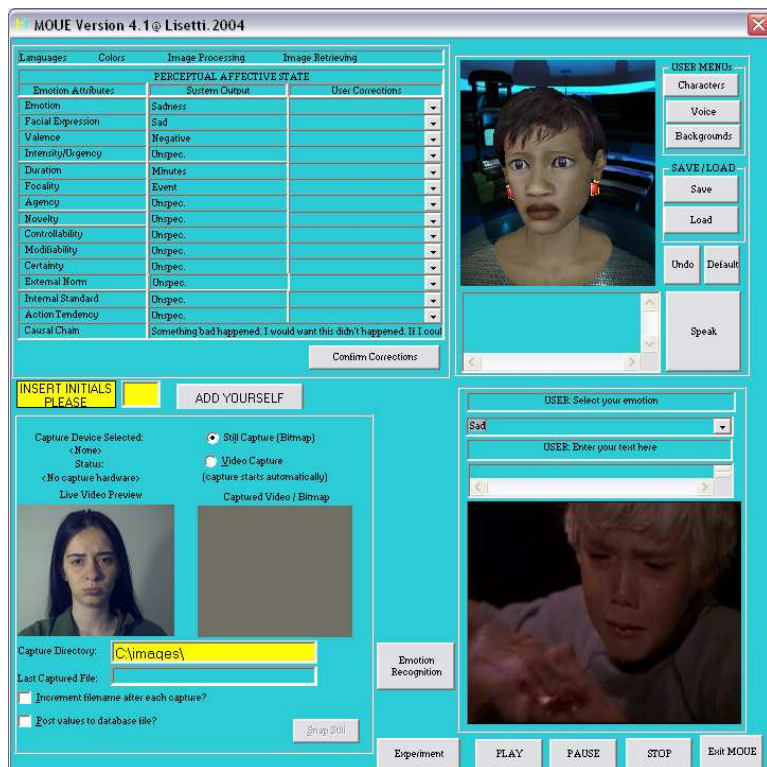 MOUE Version 4.1@ Lisetti.2004
Languages Colors Image Processing Image Retrieving
PERCEPTUAL AFFECTIVE STATE
Emotion Attributes System Output User Corrections
Emotion Sadness
Facial Expression Sad
Valence Negative
Intensity/Urgency Unspec.
Duration Minutes
Focality Event
Agency Unspec.
Novelty Unspec.
Controllability Unspec.
Modifiability Unspec.
Certainty Unspec.
External Norm Unspec.
Internal Standard Unspec.
Action Tendency Unspec.
Causal Chain Something bad happened. I would want this didn't happened. If I coul
Confirm Corrections
USER MENUs
Characters
Voice
Backgrounds
SAVE/LOAD
Save
Load
Undo Default
Speak
INSERT INITIALS
PLEASE
ADD YOURSELF
Capture Device Selected:
<None>
Status:
<No capture hardware>
Live Video Preview
Still Capture (Bitmap)
Video Capture
(capture starts automatically)
Captured Video / Bitmap
Capture Directory: C:\images\
Last Captured File:
Increment filename after each capture?
Post values to database file?
Snap Still
Emotion
Recognition
USER: Select your emotion
Sad
USER: Enter your text here
Experiment PLAY PAUSE STOP Exit MOUE